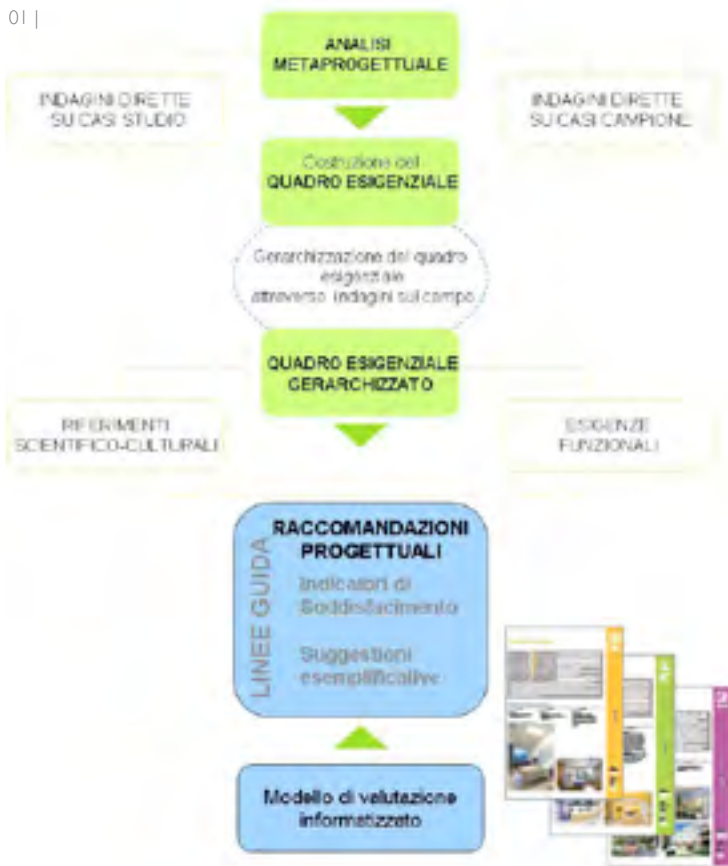 01 |
ANALISI
METAPROGETTUALE
INDAGINI DIRETTE
SU CASI STUDIO
INDAGINI DIRETTE
SU CASI CAMPIONE
Costruzione del
QUADRO ESIGENZIALE
Gerarchizzazione del quadro
esigenziale
attraverso indagini sul campo
QUADRO ESIGENZIALE
GERARCHIZZATO
RIFERIMENTI
SCIENTIFICO-CULTURALI
ESIGENZE
FUNZIONALI
LINEE GUIDA
RACCOMANDAZIONI
PROGETTUALI
Indicatori di
Soddisfacimento
Suggestioni
esemplificative
Modello di valutazione
informatizzato